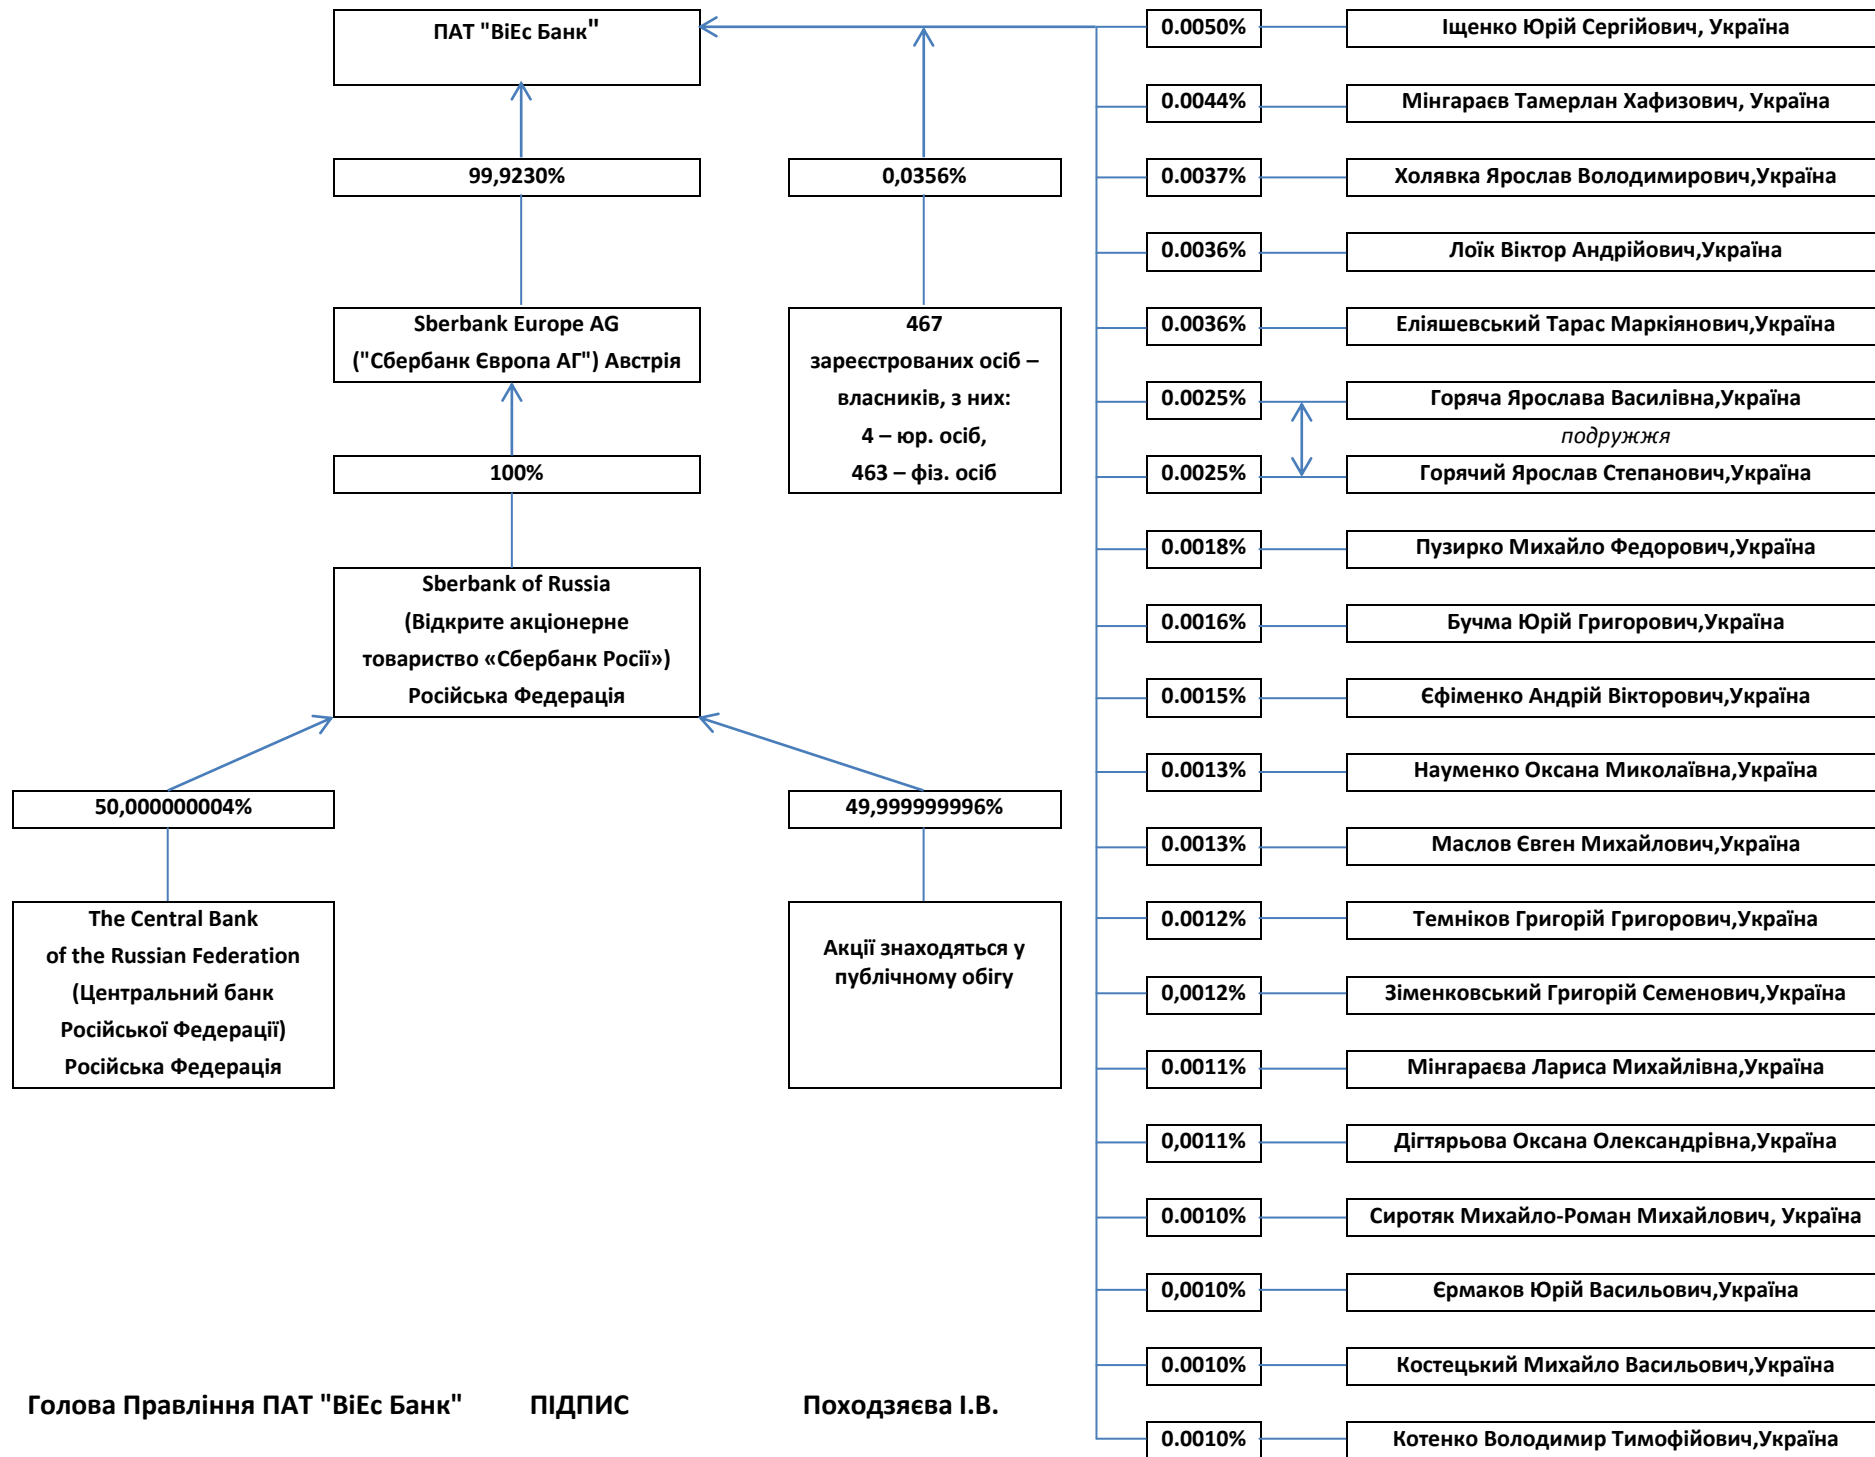 ПАТ "ВіЕс Банк"
99,9230%
Sberbank Europe AG
("Сбербанк Європа АГ") Австрія
100%
Sberbank of Russia
(Відкрите акціонерне
товариство «Сбербанк Росії»)
Російська Федерація
50,000000004%
The Central Bank
of the Russian Federation
(Центральний банк
Російської Федерації)
Російська Федерація
0,0356%
467
зареєстрованих осіб –
власників, з них:
4 – юр. осіб,
463 – фіз. осіб
49,999999996%
Акції знаходяться у
публічному обігу
0.0050% Іщенко Юрій Сергійович, Україна
0.0044% Мінгараєв Тамерлан Хафизович, Україна
0.0037% Холявка Ярослав Володимирович,Україна
0.0036% Лоїк Віктор Андрійович,Україна
0.0036% Еліяшевський Тарас Маркіянович,Україна
0.0025% Горяча Ярослава Василівна,Україна
подружжя
0.0025% Горячий Ярослав Степанович,Україна
0.0018% Пузирко Михайло Федорович,Україна
0.0016% Бучма Юрій Григорович,Україна
0.0015% Єфіменко Андрій Вікторович,Україна
0.0013% Науменко Оксана Миколаївна,Україна
0.0013% Маслов Євген Михайлович,Україна
0.0012% Темніков Григорій Григорович,Україна
0,0012% Зіменковський Григорій Семенович,Україна
0.0011% Мінгараєва Лариса Михайлівна,Україна
0,0011% Дігтярьова Оксана Олександрівна,Україна
0.0010% Сиротяк Михайло-Роман Михайлович, Україна
0,0010% Єрмаков Юрій Васильович,Україна
0.0010% Костецький Михайло Васильович,Україна
0.0010% Котенко Володимир Тимофійович,Україна
Голова Правління ПАТ "ВіЕс Банк" ПІДПИС Походзяєва І.В.